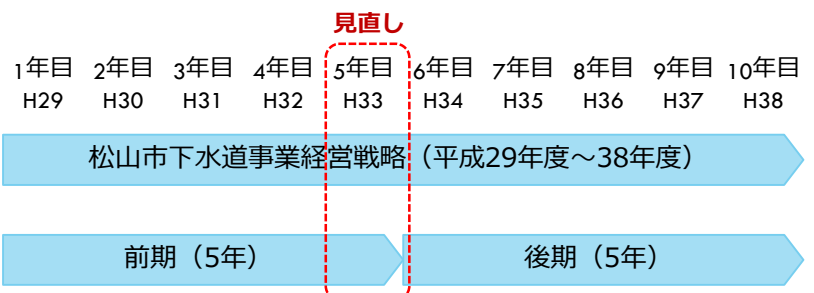 見直し
1年目 2年目 3年目 4年目 5年目 6年目 7年目 8年目 9年目 10年目
H29 H30 H31 H32 H33 H34 H35 H36 H37 H38
松山市下水道事業経営戦略（平成29年度～38年度）
前期（5年） 後期（5年）